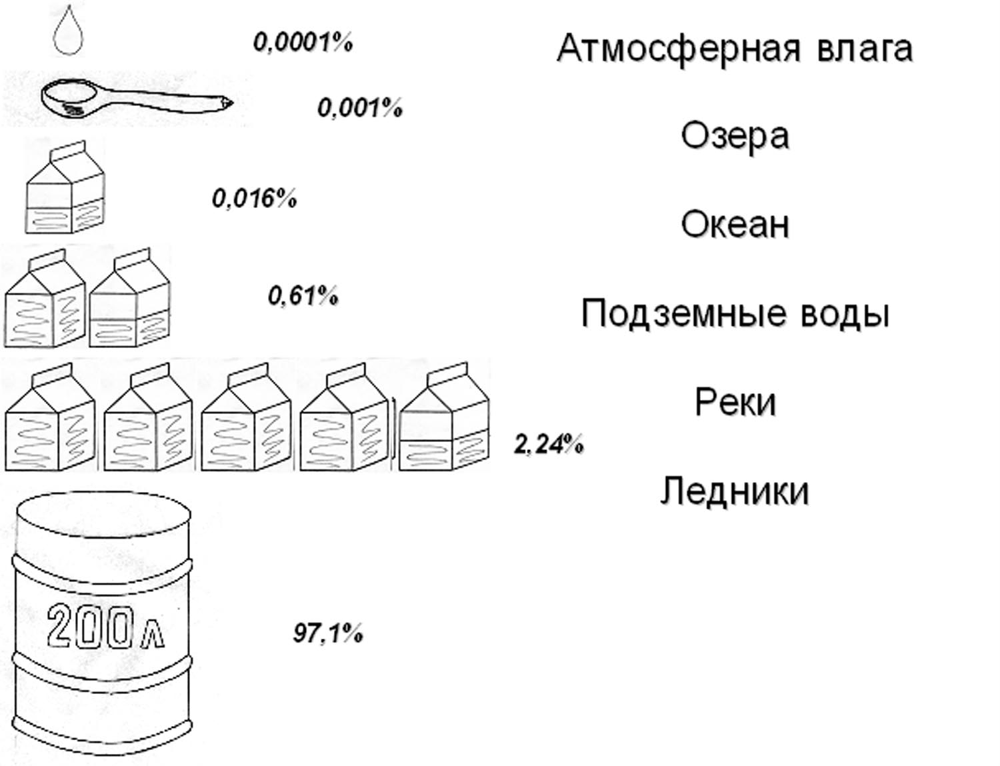 0,0001%
0,001%
0,016%
0,61%
2,24%
200л
97,1%
Атмосферная влага
Озера
Океан
Подземные воды
Реки
Ледники